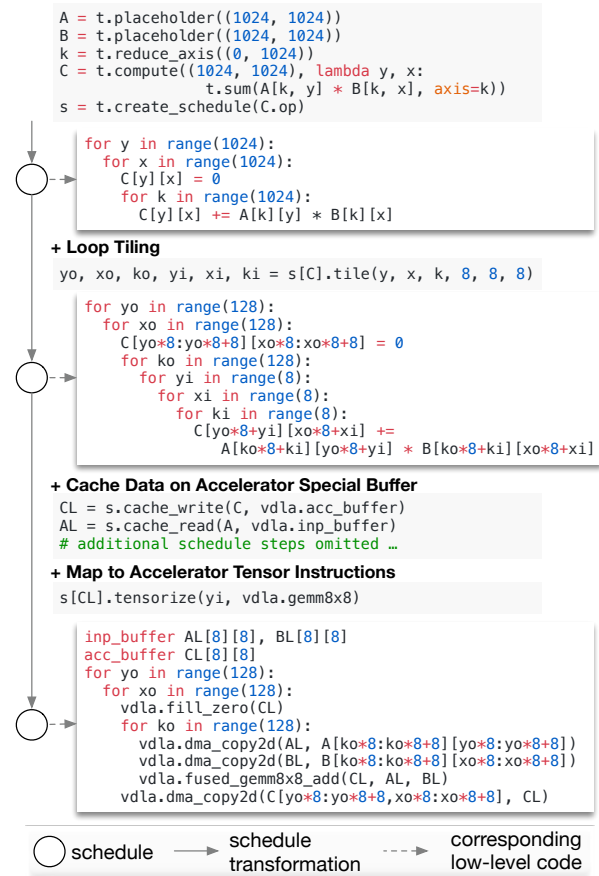 A = t.placeholder((1024, 1024))
B = t.placeholder((1024, 1024))
k = t.reduce_axis((0, 1024))
C = t.compute((1024, 1024), lambda y, x:
t.sum(A[k, y] * B[k, x], axis=k))
s = t.create_schedule(C.op)
for y in range(1024):
for x in range(1024):
C[y][x] = 0
for k in range(1024):
C[y][x] += A[k][y] * B[k][x]
+ Loop Tiling
yo, xo, ko, yi, xi, ki = s[C].tile(y, x, k, 8, 8, 8)
for yo in range(128):
for xo in range(128):
C[yo*8:yo*8+8][xo*8:xo*8+8] = 0
for ko in range(128):
for yi in range(8):
for xi in range(8):
for ki in range(8):
C[yo*8+yi][xo*8+xi] +=
A[ko*8+ki][yo*8+yi] * B[ko*8+ki][xo*8+xi]
+ Cache Data on Accelerator Special Buffer
CL = s.cache_write(C, vdla.acc_buffer)
AL = s.cache_read(A, vdla.inp_buffer)
# additional schedule steps omitted …
+ Map to Accelerator Tensor Instructions
s[CL].tensorize(yi, vdla.gemm8x8)
inp_buffer AL[8][8], BL[8][8]
acc_buffer CL[8][8]
for yo in range(128):
for xo in range(128):
vdla.fill_zero(CL)
for ko in range(128):
vdla.dma_copy2d(AL, A[ko*8:ko*8+8][yo*8:yo*8+8])
vdla.dma_copy2d(BL, B[ko*8:ko*8+8][xo*8:xo*8+8])
vdla.fused_gemm8x8_add(CL, AL, BL)
vdla.dma_copy2d(C[yo*8:yo*8+8,xo*8:xo*8+8], CL)
schedule
schedule
transformation
corresponding
low-level code